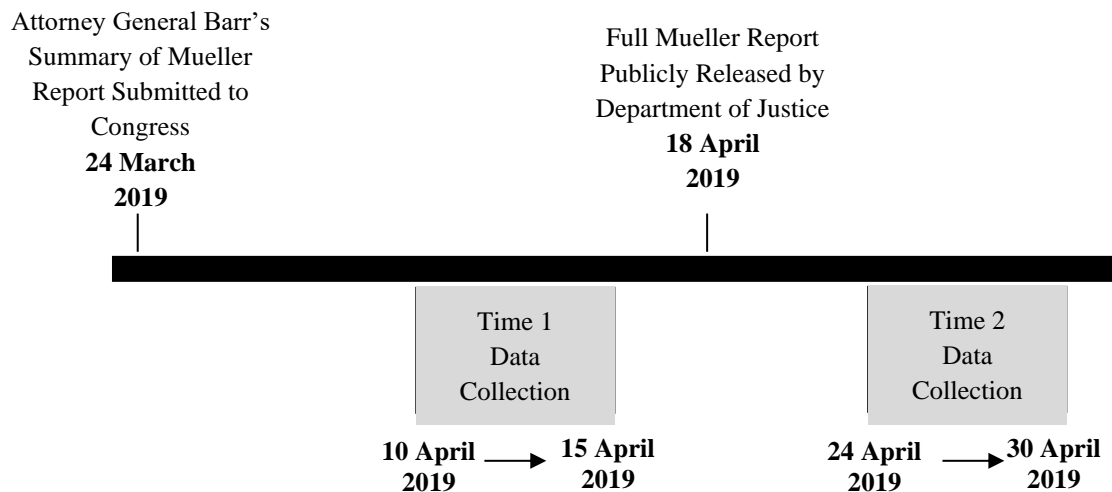 Attorney General Barr’s
Summary of Mueller
Report Submitted to
Congress
24 March
2019
Full Mueller Report
Publicly Released by
Department of Justice
18 April
2019
Time 1
Data
Collection
10 April
2019
15 April
2019
Time 2
Data
Collection
24 April
2019
30 April
2019